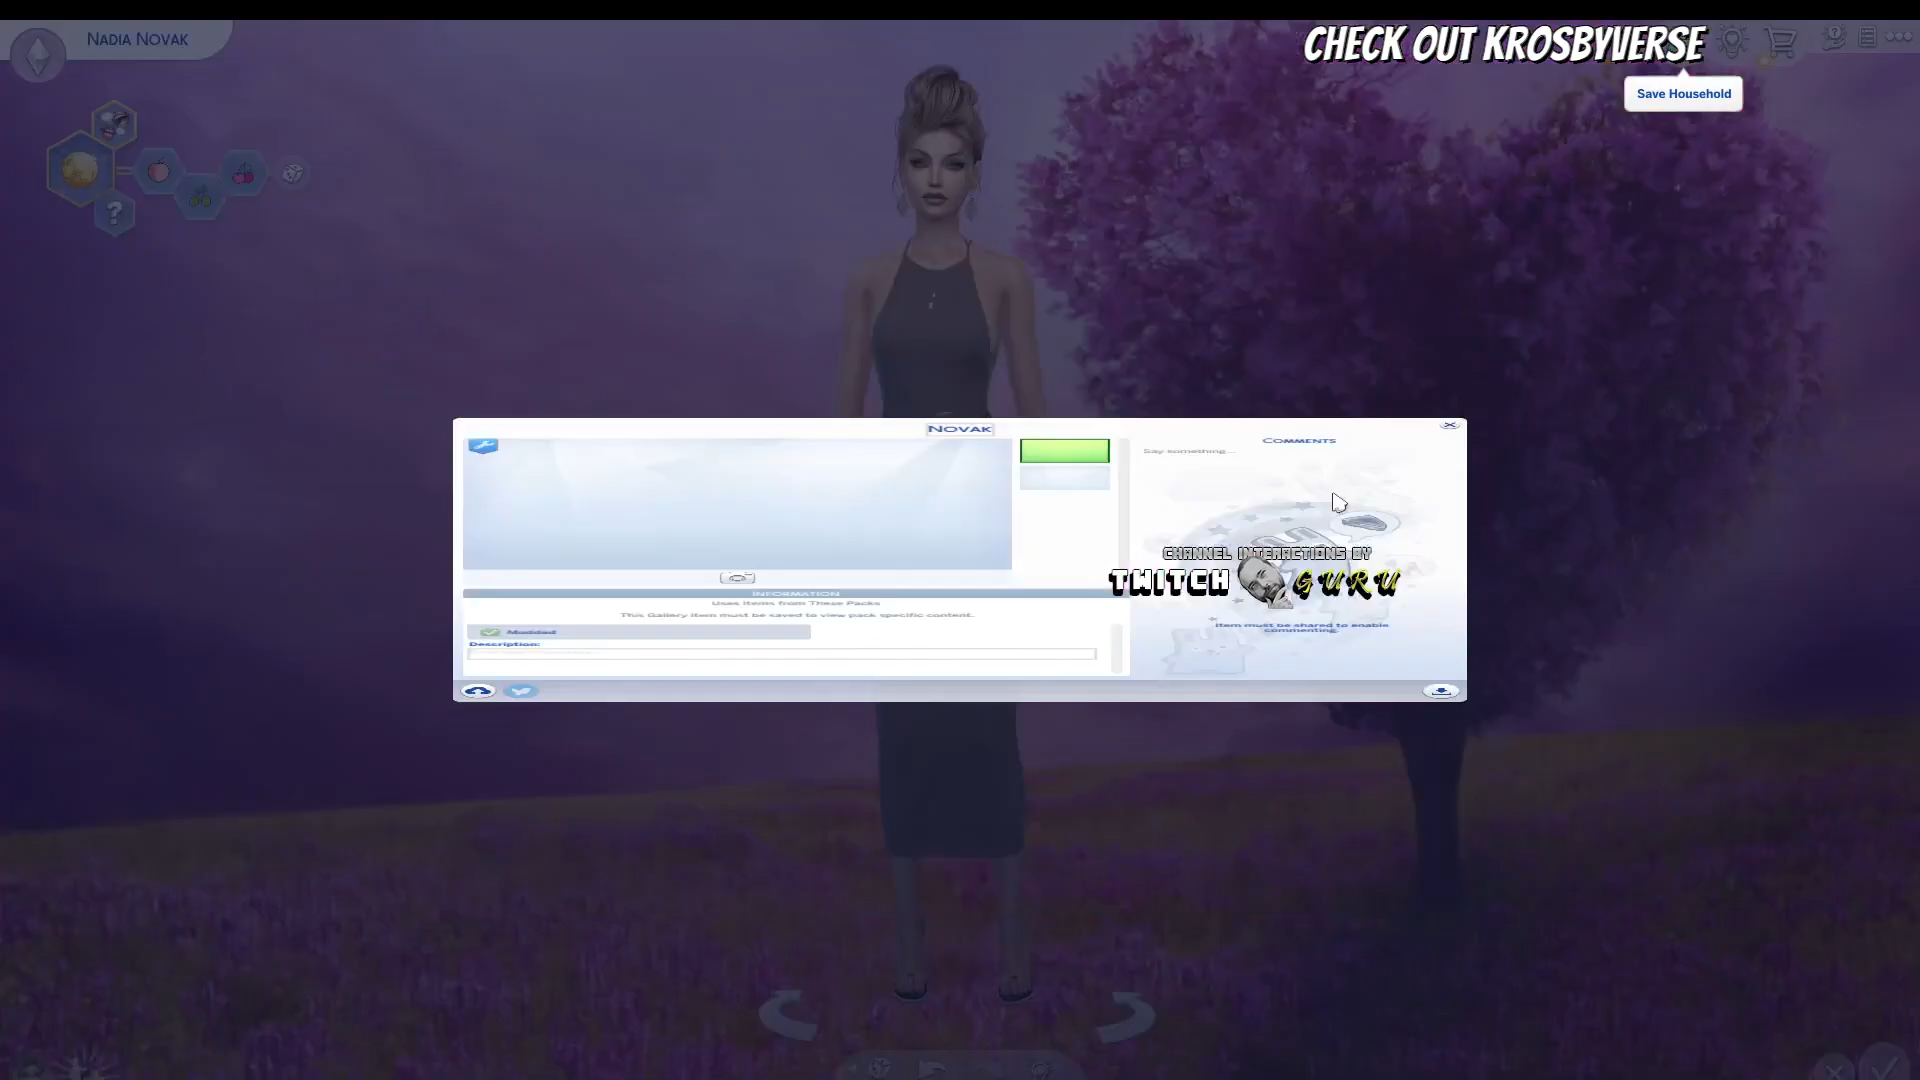 NADIA NOVAK
CHECK OUT KROSBYVERSE
Save Household
NOVAK
COMMENTS
Say something...
CHANNEL INTERACTIONS BY
TWITCH GURU
INFORMATION
Uses Items from These Packs
This Gallery item must be saved to view pack specific content.
Modded
Description:
Item must be shared to enable
commenting.